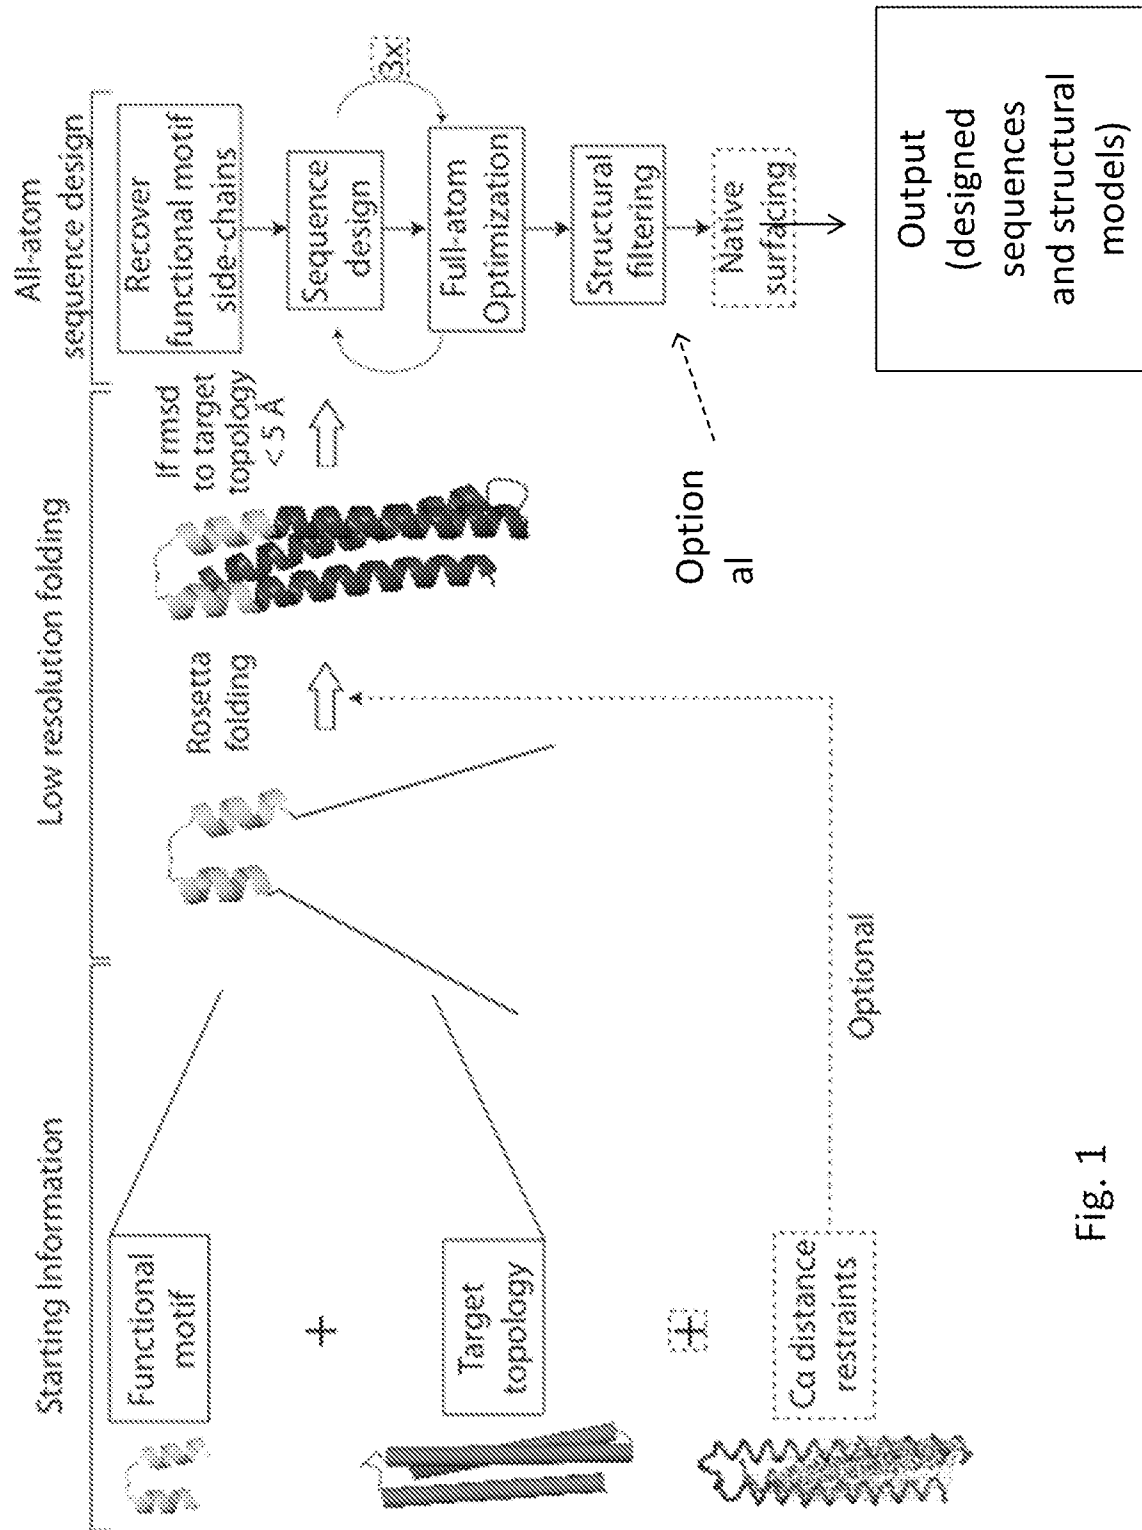 Starting Information
Functional
motif
+
Target
topology
+
Cα distance
restraints
Optional
Low resolution folding
Rosetta
folding
If rmsd
to target
topology
< 5 Å
All-atom
sequence design
Recover
functional motif
side-chains
Sequence
design
3x
Full-atom
Optimization
Structural
filtering
Native
surfacing
Option
al
Output
(designed
sequences
and structural
models)
Fig. 1